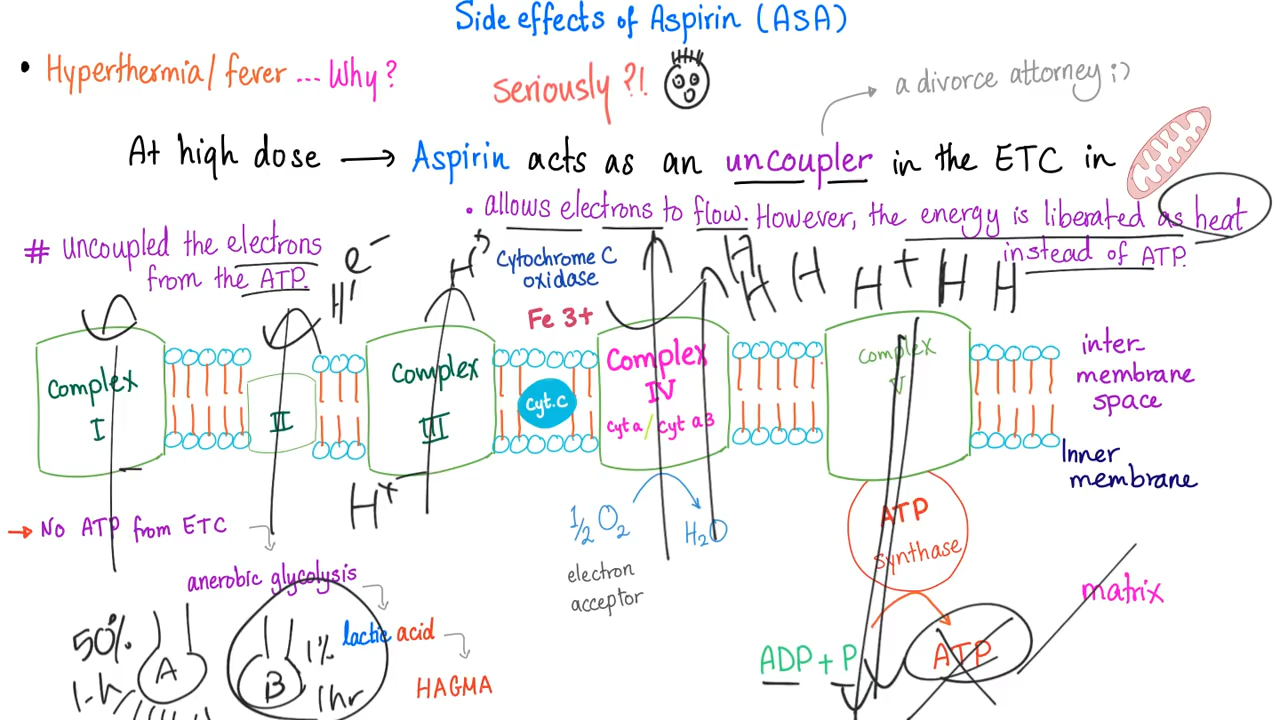 Side effects of Aspirin (ASA)
• Hyperthermia/fever ... Why?
seriously ?!
a divorce attorney ;)
At high dose → Aspirin acts as an uncoupler in the ETC in
• allows electrons to flow. However, the energy is liberated as heat
instead of ATP.
# uncoupled the electrons
from the ATP.
e⁻
H⁺
Cytochrome C
oxidase
Fe 3+
H
H
H
H⁺
H
H
Complex
I
II
Complex
III
Cyt.C
Complex
IV
Cyt a/Cyt a3
Complex
V
inter-
membrane
space
Inner
membrane
H⁺
→ No ATP from ETC
1/2 O₂
H₂O
ATP
synthase
anerobic glycolysis
electron
acceptor
matrix
50%
1%
lactic acid
ADP + P
ATP
A
B
1hr
HAGMA